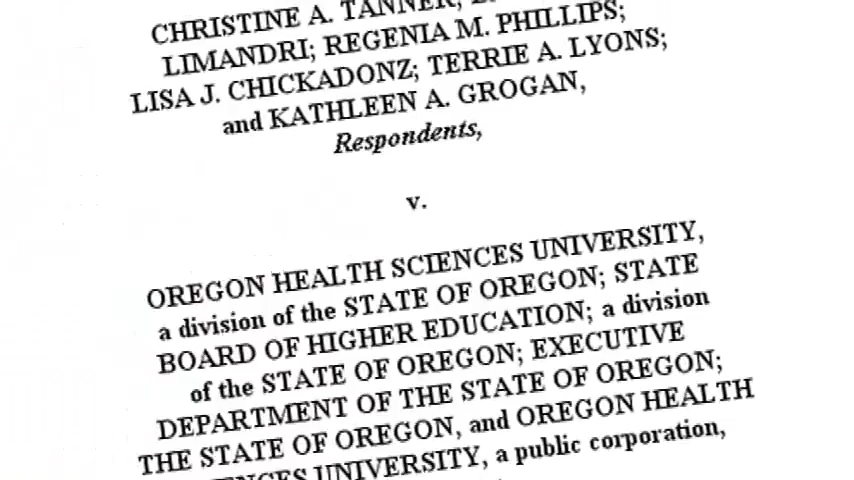 CHRISTINE A. TANNER;
LIMANDRI; REGENIA M. PHILLIPS;
LISA J. CHICKADONZ; TERRIE A. LYONS;
and KATHLEEN A. GROGAN,
Respondents,
v.
OREGON HEALTH SCIENCES UNIVERSITY,
a division of the STATE OF OREGON; STATE
BOARD OF HIGHER EDUCATION; a division
of the STATE OF OREGON; EXECUTIVE
DEPARTMENT OF THE STATE OF OREGON;
THE STATE OF OREGON, and OREGON HEALTH
UNIVERSITY, a public corporation,